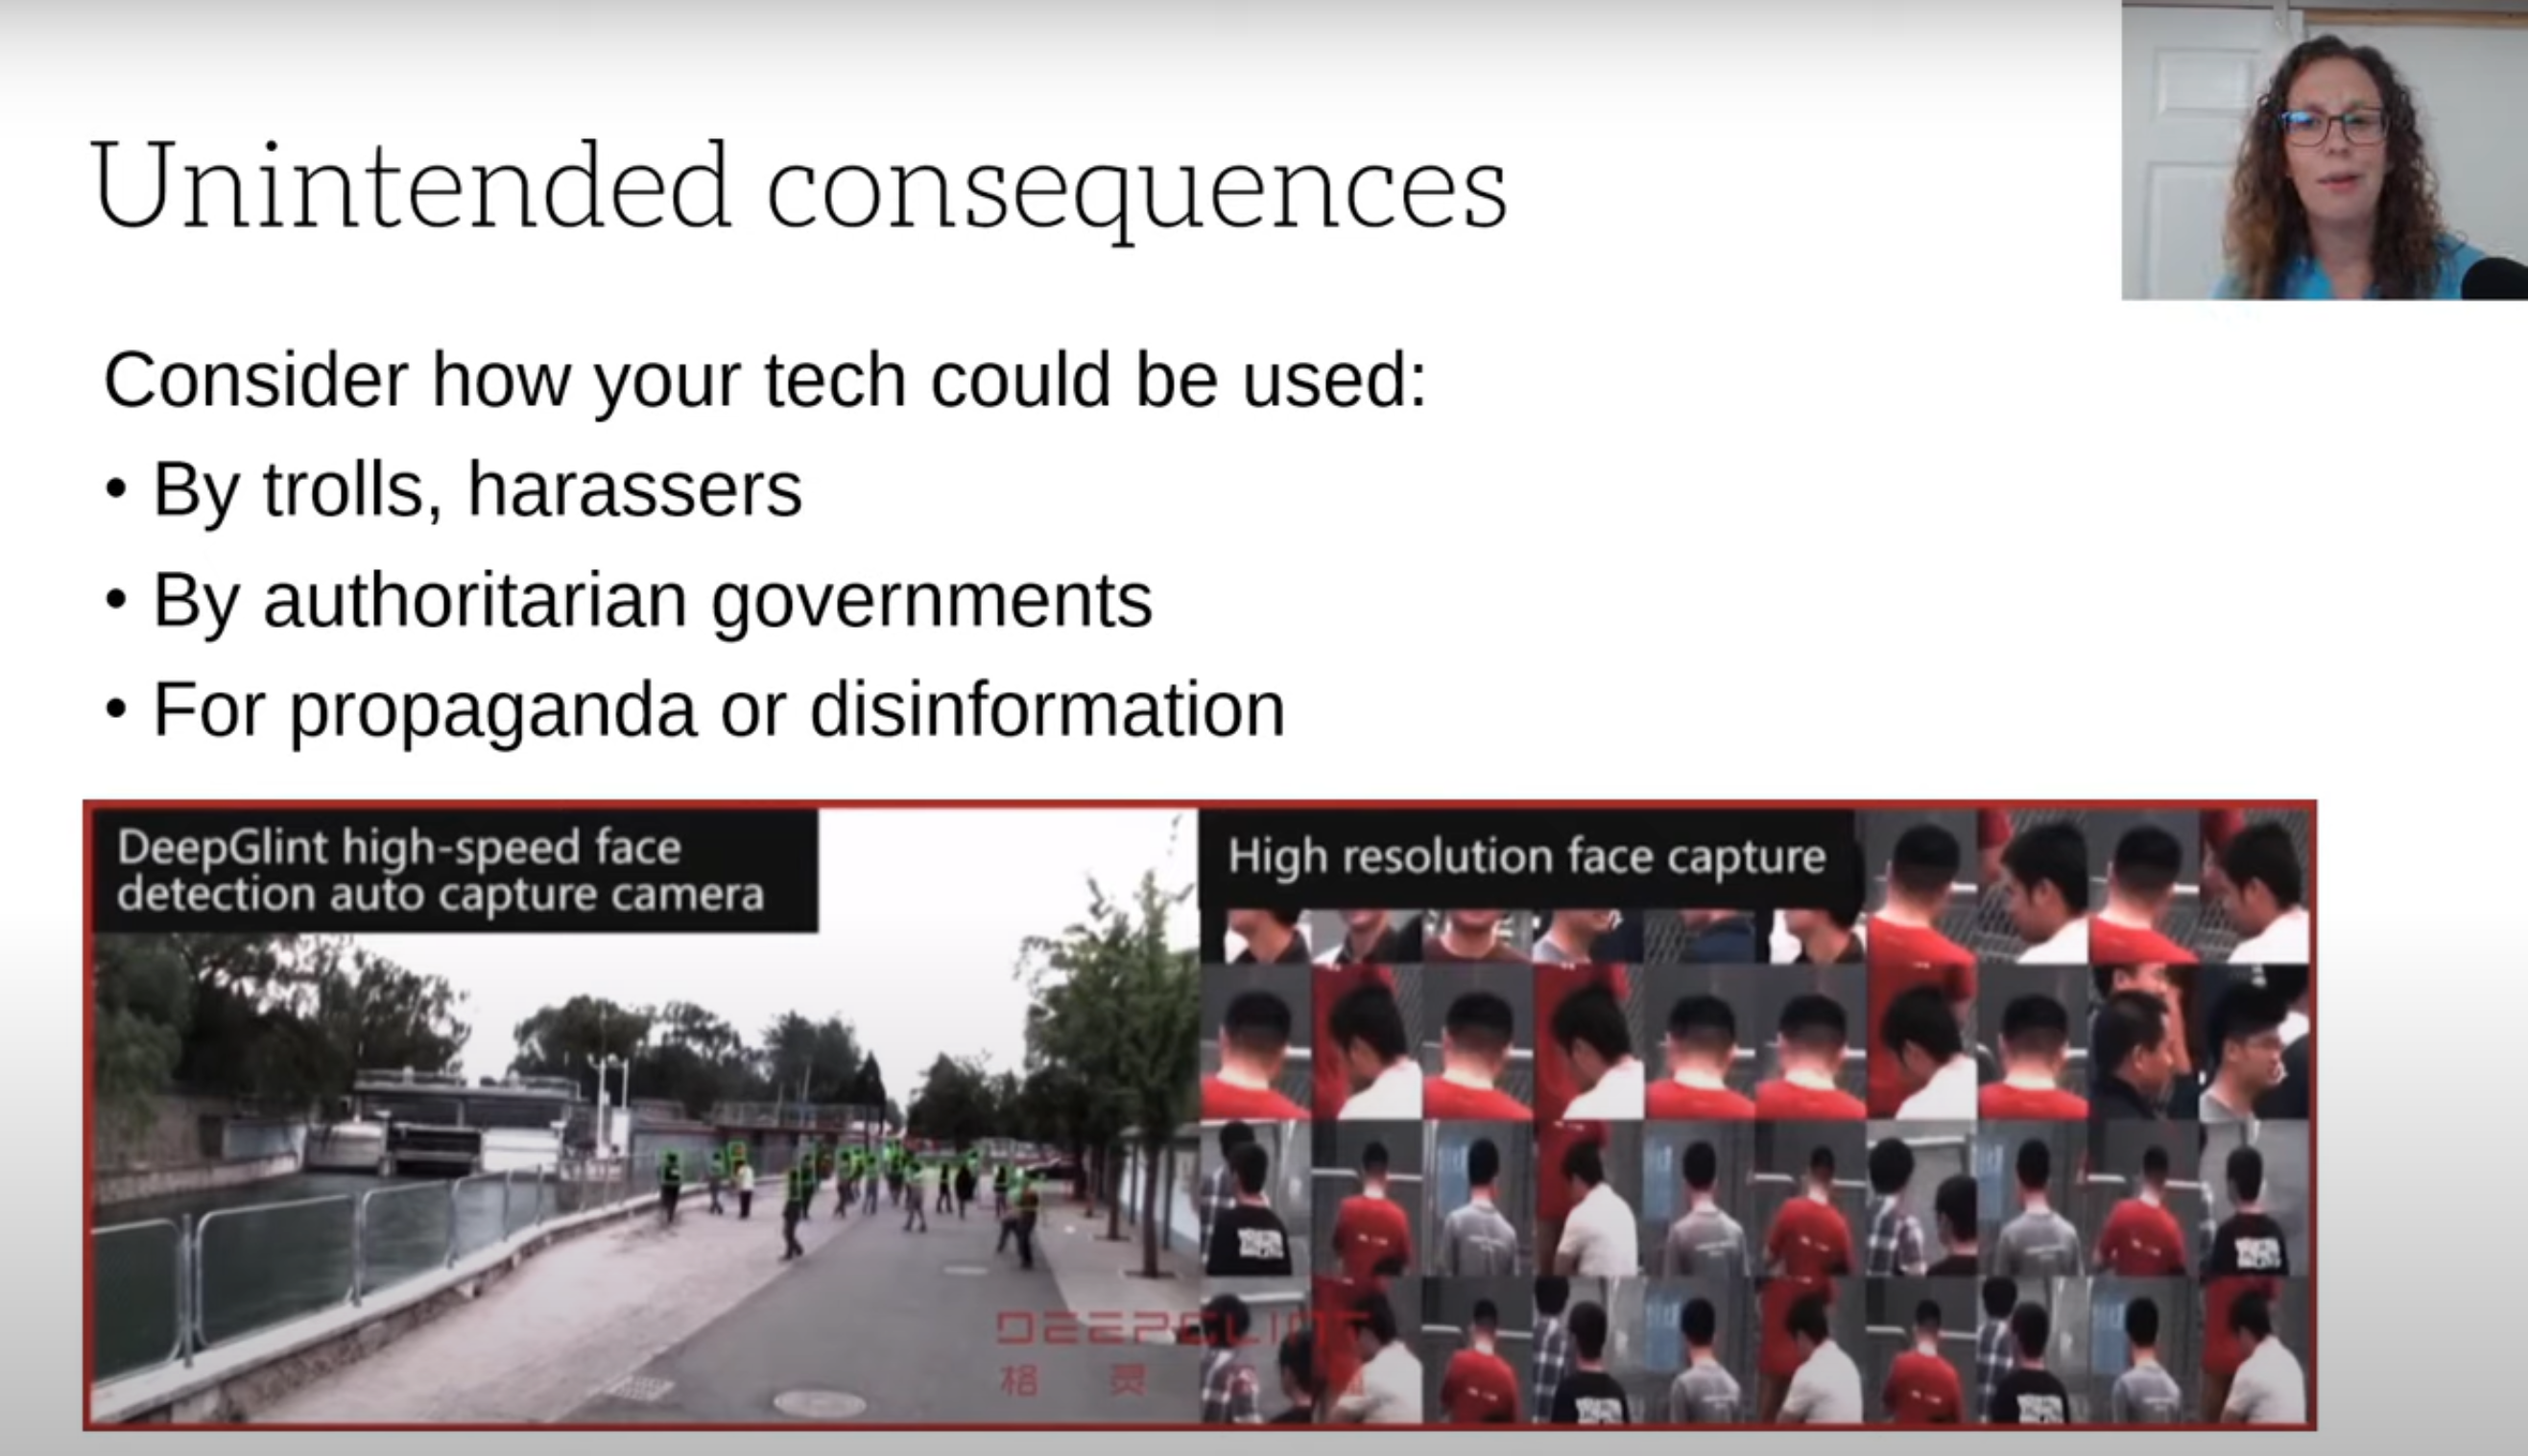 Unintended consequences
Consider how your tech could be used:
• By trolls, harassers
• By authoritarian governments
• For propaganda or disinformation
DeepGlint high-speed face
detection auto capture camera
High resolution face capture
DEEPGLINT
格灵